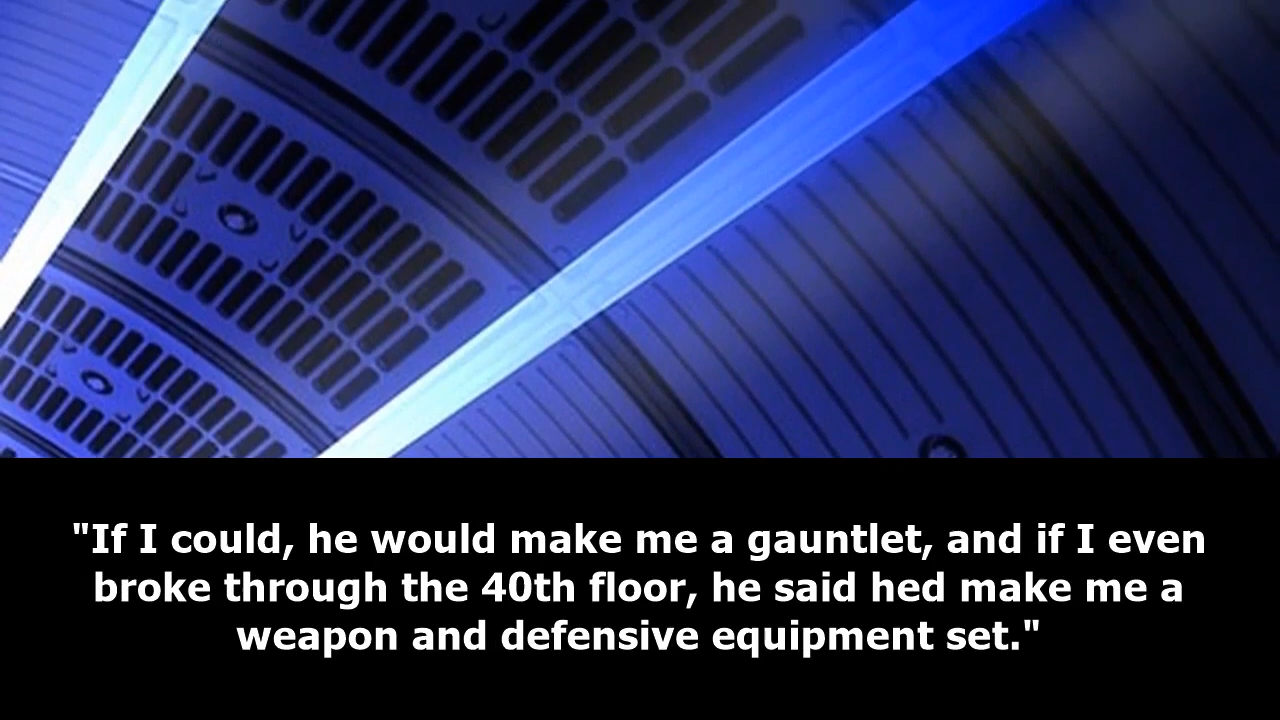 "If I could, he would make me a gauntlet, and if I even
broke through the 40th floor, he said hed make me a
weapon and defensive equipment set."